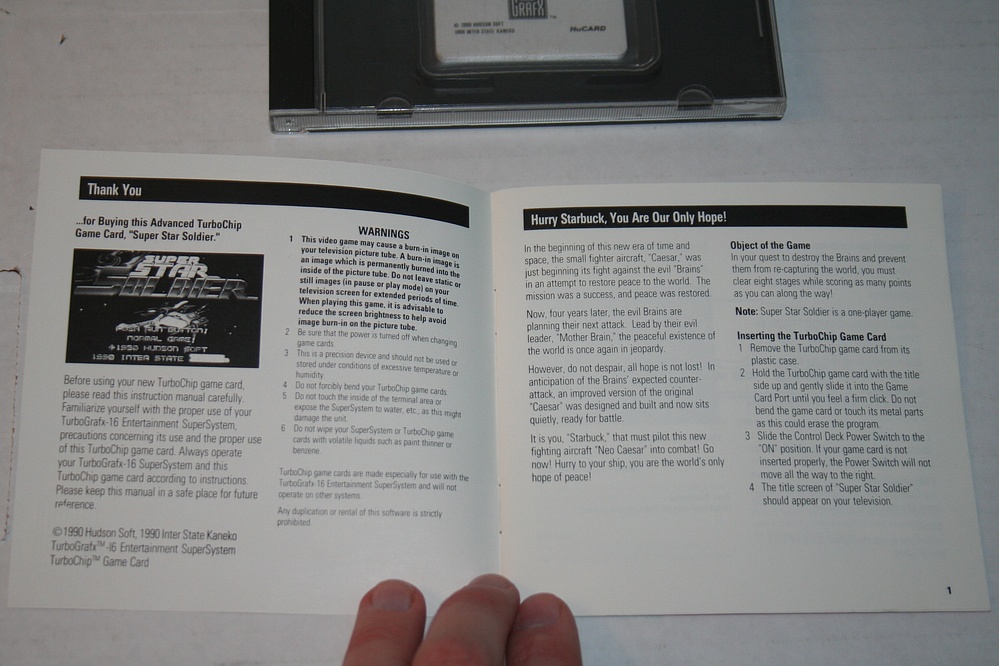 GRAFX™
© 1990 HUDSON SOFT
1990 INTER STATE KANEKO
HuCARD
Thank You
...for Buying this Advanced TurboChip
Game Card, "Super Star Soldier."
SUPER
STAR
SOLDIER
PUSH RUN BUTTON!
NORMAL GAME!
©1990 HUDSON SOFT
1990 INTER STATE
Before using your new TurboChip game card,
please read this instruction manual carefully.
Familiarize yourself with the proper use of your
TurboGrafx-16 Entertainment SuperSystem,
precautions concerning its use and the proper use
of this TurboChip game card. Always operate
your TurboGrafx-16 SuperSystem and this
TurboChip game card according to instructions.
Please keep this manual in a safe place for future
reference.
©1990 Hudson Soft, 1990 Inter State Kaneko
TurboGrafx™-16 Entertainment SuperSystem
TurboChip™ Game Card
WARNINGS
1 This video game may cause a burn-in image on
your television picture tube. A burn-in image is
an image which is permanently burned into the
inside of the picture tube. Do not leave static or
still images (in pause or play mode) on your
television screen for extended periods of time.
When playing this game, it is advisable to
reduce the screen brightness to help avoid
image burn-in on the picture tube.
2 Be sure that the power is turned off when changing
game cards.
3 This is a precision device and should not be used or
stored under conditions of excessive temperature or
humidity.
4 Do not forcibly bend your TurboChip game cards.
5 Do not touch the inside of the terminal area or
expose the SuperSystem to water, etc., as this might
damage the unit.
6 Do not wipe your SuperSystem or TurboChip game
cards with volatile liquids such as paint thinner or
benzene.
TurboChip game cards are made especially for use with the
TurboGrafx-16 Entertainment SuperSystem and will not
operate on other systems.
Any duplication or rental of this software is strictly
prohibited.
Hurry Starbuck, You Are Our Only Hope!
In the beginning of this new era of time and
space, the small fighter aircraft, "Caesar," was
just beginning its fight against the evil "Brains"
in an attempt to restore peace to the world. The
mission was a success, and peace was restored.
Now, four years later, the evil Brains are
planning their next attack. Lead by their evil
leader, "Mother Brain," the peaceful existence of
the world is once again in jeopardy.
However, do not despair, all hope is not lost! In
anticipation of the Brains' expected counter-
attack, an improved version of the original
"Caesar" was designed and built and now sits
quietly, ready for battle.
It is you, "Starbuck," that must pilot this new
fighting aircraft "Neo Caesar" into combat! Go
now! Hurry to your ship, you are the world's only
hope of peace!
Object of the Game
In your quest to destroy the Brains and prevent
them from re-capturing the world, you must
clear eight stages while scoring as many points
as you can along the way!
Note: Super Star Soldier is a one-player game.
Inserting the TurboChip Game Card
1 Remove the TurboChip game card from its
plastic case.
2 Hold the TurboChip game card with the title
side up and gently slide it into the Game
Card Port until you feel a firm click. Do not
bend the game card or touch its metal parts
as this could erase the program.
3 Slide the Control Deck Power Switch to the
"ON" position. If your game card is not
inserted properly, the Power Switch will not
move all the way to the right.
4 The title screen of "Super Star Soldier"
should appear on your television.
1